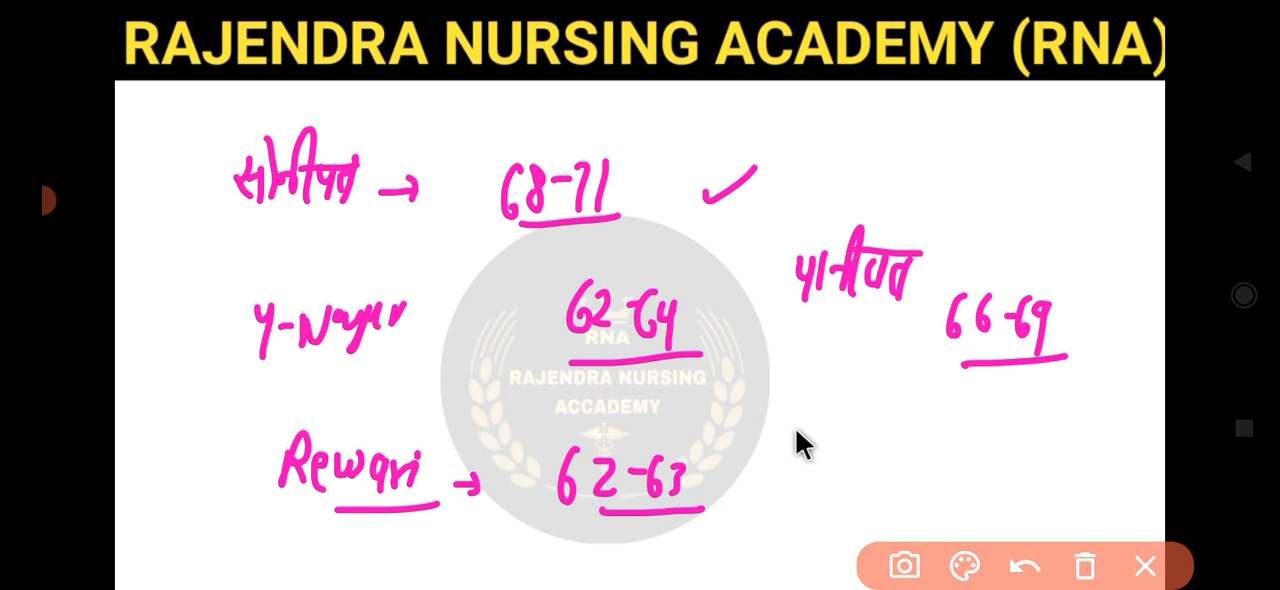 RAJENDRA NURSING ACADEMY (RNA)
सोनीपत → 68-71 ✓
पानीपत
Y-Nagar 62-64
66-69
RNA
RAJENDRA NURSING
ACCADEMY
Rewari → 62-63